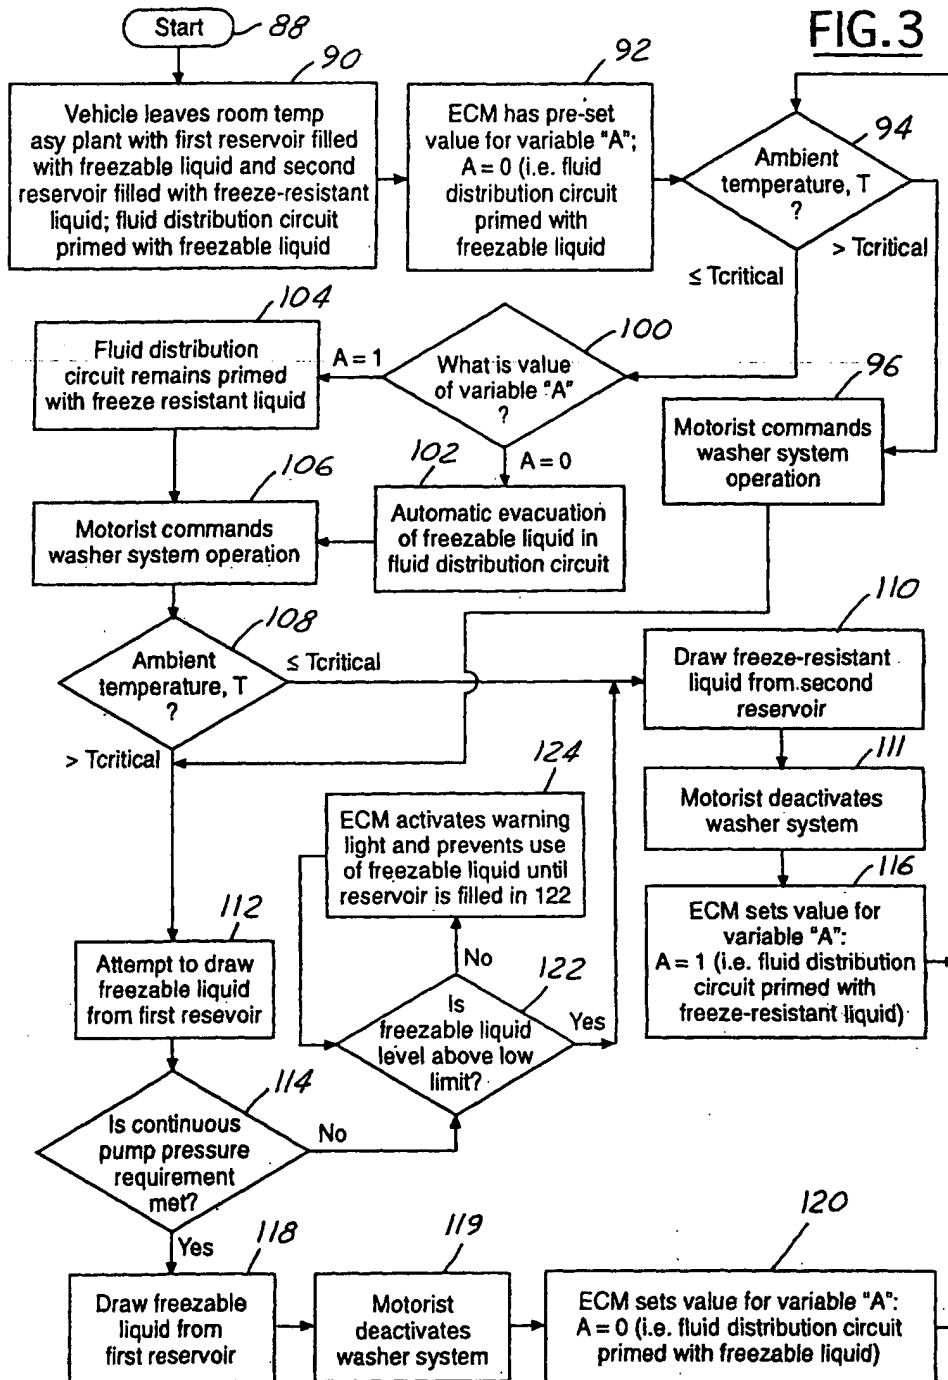 FIG.3
Start
88
90
Vehicle leaves room temp
asy plant with first reservoir filled
with freezable liquid and second
reservoir filled with freeze-resistant
liquid; fluid distribution circuit
primed with freezable liquid
92
ECM has pre-set
value for variable "A";
A = 0 (i.e. fluid
distribution circuit
primed with
freezable liquid
94
Ambient
temperature, T
?
> Tcritical
≤ Tcritical
104
Fluid distribution
circuit remains primed
with freeze resistant liquid
A = 1
100
What is value
of variable "A"
?
A = 0
96
Motorist commands
washer system
operation
102
Automatic evacuation
of freezable liquid in
fluid distribution circuit
106
Motorist commands
washer system operation
108
Ambient
temperature, T
?
≤ Tcritical
> Tcritical
110
Draw freeze-resistant
liquid from second
reservoir
111
Motorist deactivates
washer system
116
ECM sets value for
variable "A":
A = 1 (i.e. fluid distribution
circuit primed with
freeze-resistant liquid)
124
ECM activates warning
light and prevents use
of freezable liquid until
reservoir is filled in 122
No
122
Is
freezable liquid
level above low
limit?
Yes
112
Attempt to draw
freezable liquid
from first resevoir
114
Is continuous
pump pressure
requirement
met?
No
Yes
118
Draw freezable
liquid from
first reservoir
119
Motorist
deactivates
washer system
120
ECM sets value for variable "A":
A = 0 (i.e. fluid distribution circuit
primed with freezable liquid)